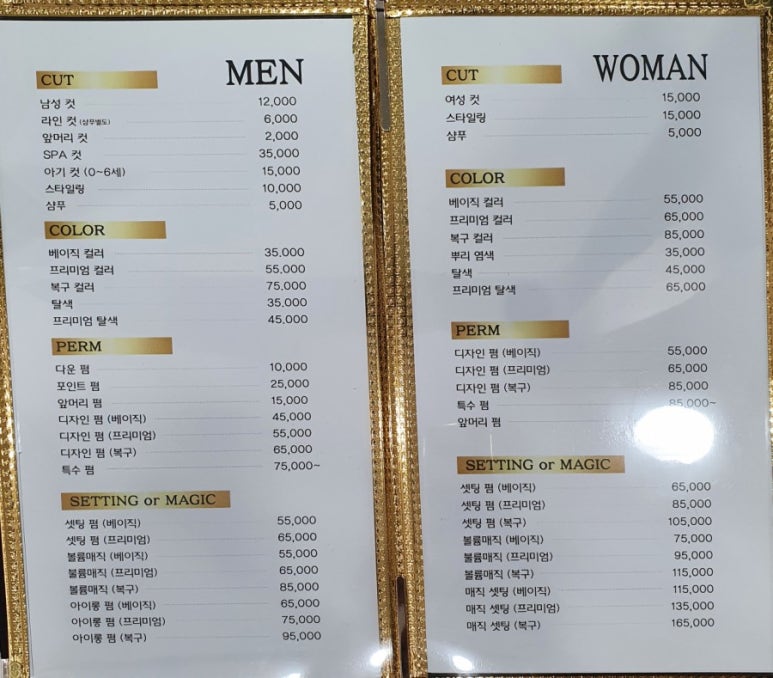 MEN
CUT
남성 컷 12,000
라인 컷 (샴푸별도) 6,000
앞머리 컷 2,000
SPA 컷 35,000
아기 컷 (0~6세) 15,000
스타일링 10,000
샴푸 5,000
COLOR
베이직 컬러 35,000
프리미엄 컬러 55,000
복구 컬러 75,000
탈색 35,000
프리미엄 탈색 45,000
PERM
다운 펌 10,000
포인트 펌 25,000
앞머리 펌 15,000
디자인 펌 (베이직) 45,000
디자인 펌 (프리미엄) 55,000
디자인 펌 (복구) 65,000
특수 펌 75,000~
SETTING or MAGIC
셋팅 펌 (베이직) 55,000
셋팅 펌 (프리미엄) 65,000
볼륨매직 (베이직) 55,000
볼륨매직 (프리미엄) 65,000
볼륨매직 (복구) 85,000
아이롱 펌 (베이직) 65,000
아이롱 펌 (프리미엄) 75,000
아이롱 펌 (복구) 95,000
WOMAN
CUT
여성 컷 15,000
스타일링 15,000
샴푸 5,000
COLOR
베이직 컬러 55,000
프리미엄 컬러 65,000
복구 컬러 85,000
뿌리 염색 35,000
탈색 45,000
프리미엄 탈색 65,000
PERM
디자인 펌 (베이직) 55,000
디자인 펌 (프리미엄) 65,000
디자인 펌 (복구) 85,000
특수 펌 85,000~
앞머리 펌
SETTING or MAGIC
셋팅 펌 (베이직) 65,000
셋팅 펌 (프리미엄) 85,000
셋팅 펌 (복구) 105,000
볼륨매직 (베이직) 75,000
볼륨매직 (프리미엄) 95,000
볼륨매직 (복구) 115,000
매직 셋팅 (베이직) 115,000
매직 셋팅 (프리미엄) 135,000
매직 셋팅 (복구) 165,000